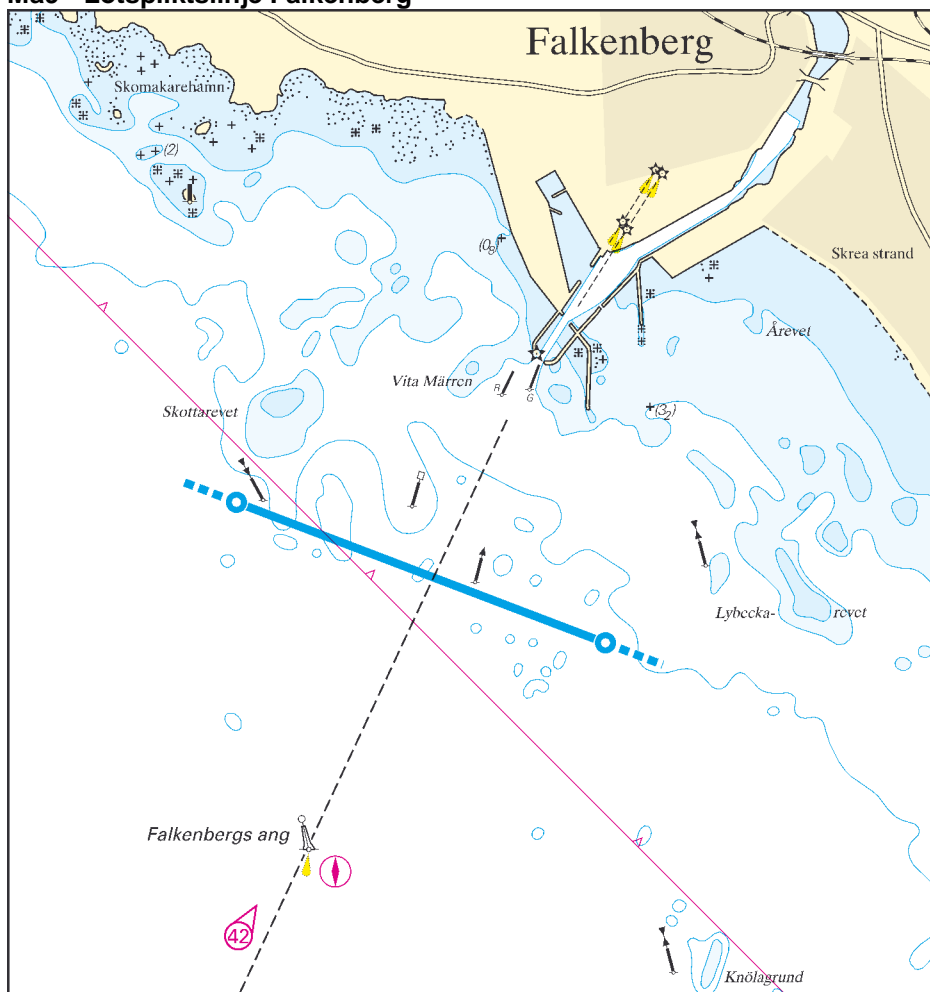 Falkenberg
Skomakarehamn
(2)
(0₈)
Skrea strand
Årevet
Vita Märren
R
G
(3₂)
Skottarevet
Lybecka-
revet
Falkenbergs ang
42
Knölagrund